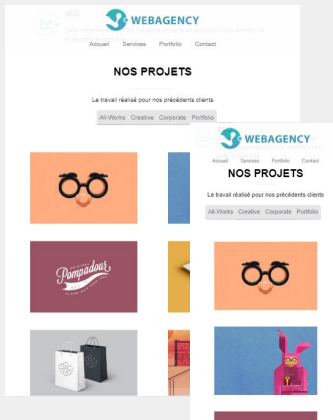 WEBAGENCY
Accueil Services Portfolio Contact
NOS PROJETS
Le travail réalisé pour nos précédents clients
All-Works Creative Corporate Portfolio
Pompadour
WEBAGENCY
Accueil Services Portfolio Contact
NOS PROJETS
Le travail réalisé pour nos précédents clients
All-Works Creative Corporate Portfolio